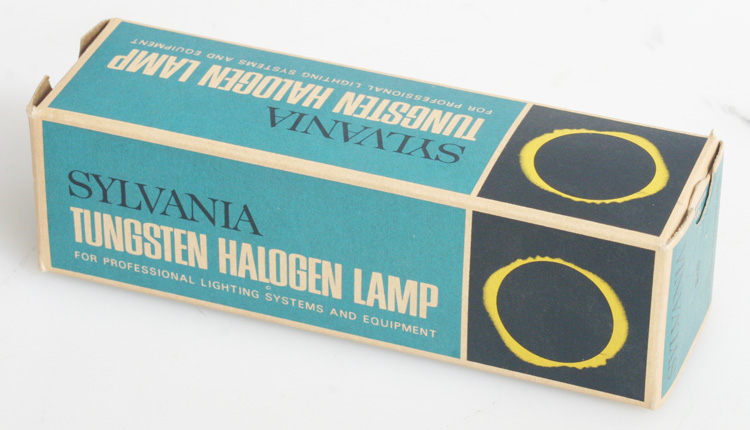 SYLVANIA
TUNGSTEN HALOGEN LAMP
FOR PROFESSIONAL LIGHTING SYSTEMS AND EQUIPMENT
SYLVANIA
TUNGSTEN HALOGEN LAMP
FOR PROFESSIONAL LIGHTING SYSTEMS AND EQUIPMENT
SYLVANIA